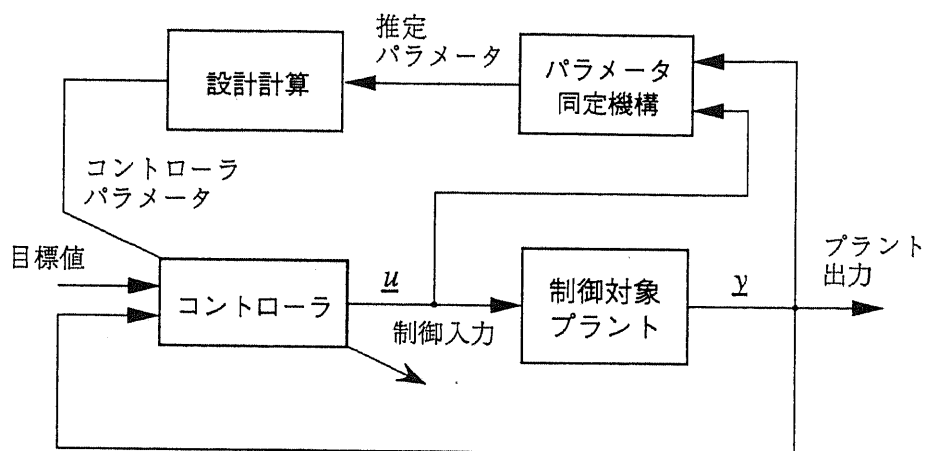 推定
パラメータ
設計計算
パラメータ
同定機構
コントローラ
パラメータ
目標値
コントローラ
u
制御入力
制御対象
プラント
y
プラント
出力